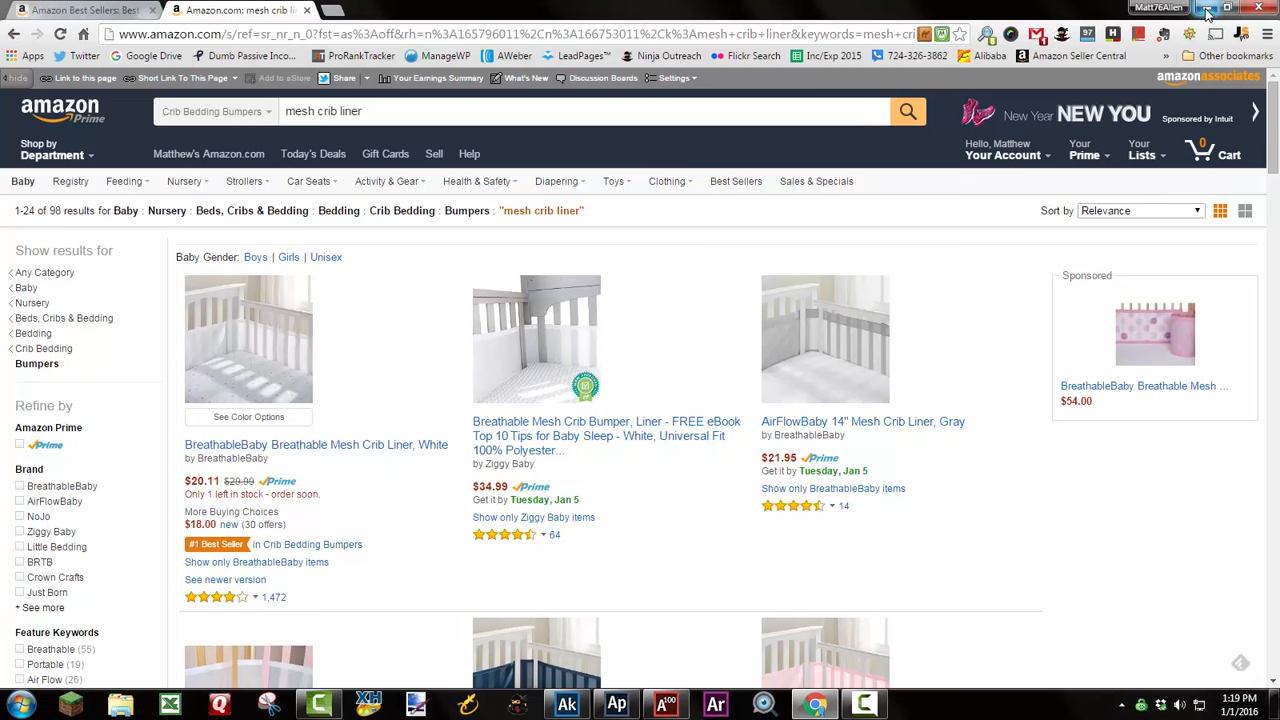 Amazon Best Sellers: Bes
Amazon.com: mesh crib li
Matt76Allen
www.amazon.com/s/ref=sr_nr_n_0?fst=as%3Aoff&rh=n%3A165796011%2Cn%3A166753011%2Ck%3Amesh+crib+liner&keywords=mesh+cri
Apps Twitter Google Drive Dumb Passive Inco... ProRankTracker ManageWP AWeber LeadPages Ninja Outreach Flickr Search Inc/Exp 2015 724-326-3862 Alibaba Amazon Seller Central » Other bookmarks
hide Link to this page Short Link To This Page Add to aStore Share Your Earnings Summary What's New Discussion Boards Settings amazonassociates
amazon Prime
Crib Bedding Bumpers mesh crib liner
New Year NEW YOU Sponsored by Intuit
Shop by Department
Matthew's Amazon.com Today's Deals Gift Cards Sell Help
Hello, Matthew Your Account
Your Prime
Your Lists
0 Cart
Baby Registry Feeding Nursery Strollers Car Seats Activity & Gear Health & Safety Diapering Toys Clothing Best Sellers Sales & Specials
1-24 of 98 results for Baby : Nursery : Beds, Cribs & Bedding : Bedding : Crib Bedding : Bumpers : "mesh crib liner"
Sort by Relevance
Show results for
Any Category
Baby
Nursery
Beds, Cribs & Bedding
Bedding
Crib Bedding
Bumpers
Refine by
Amazon Prime
Prime
Brand
BreathableBaby
AirFlowBaby
NoJo
Ziggy Baby
Little Bedding
BRTB
Crown Crafts
Just Born
+ See more
Feature Keywords
Breathable (55)
Portable (19)
Air Flow (26)
Baby Gender: Boys | Girls | Unisex
See Color Options
BreathableBaby Breathable Mesh Crib Liner, White
by BreathableBaby
$20.11 $29.99 Prime
Only 1 left in stock - order soon.
More Buying Choices
$18.00 new (30 offers)
#1 Best Seller in Crib Bedding Bumpers
Show only BreathableBaby items
See newer version
1,472
Breathable Mesh Crib Bumper, Liner - FREE eBook
Top 10 Tips for Baby Sleep - White, Universal Fit
100% Polyester...
by Ziggy Baby
$34.99 Prime
Get it by Tuesday, Jan 5
Show only Ziggy Baby items
64
AirFlowBaby 14" Mesh Crib Liner, Gray
by BreathableBaby
$21.95 Prime
Get it by Tuesday, Jan 5
Show only BreathableBaby items
14
Sponsored
BreathableBaby Breathable Mesh ...
$54.00
Ak Ap A100 Ar
1:19 PM
1/1/2016